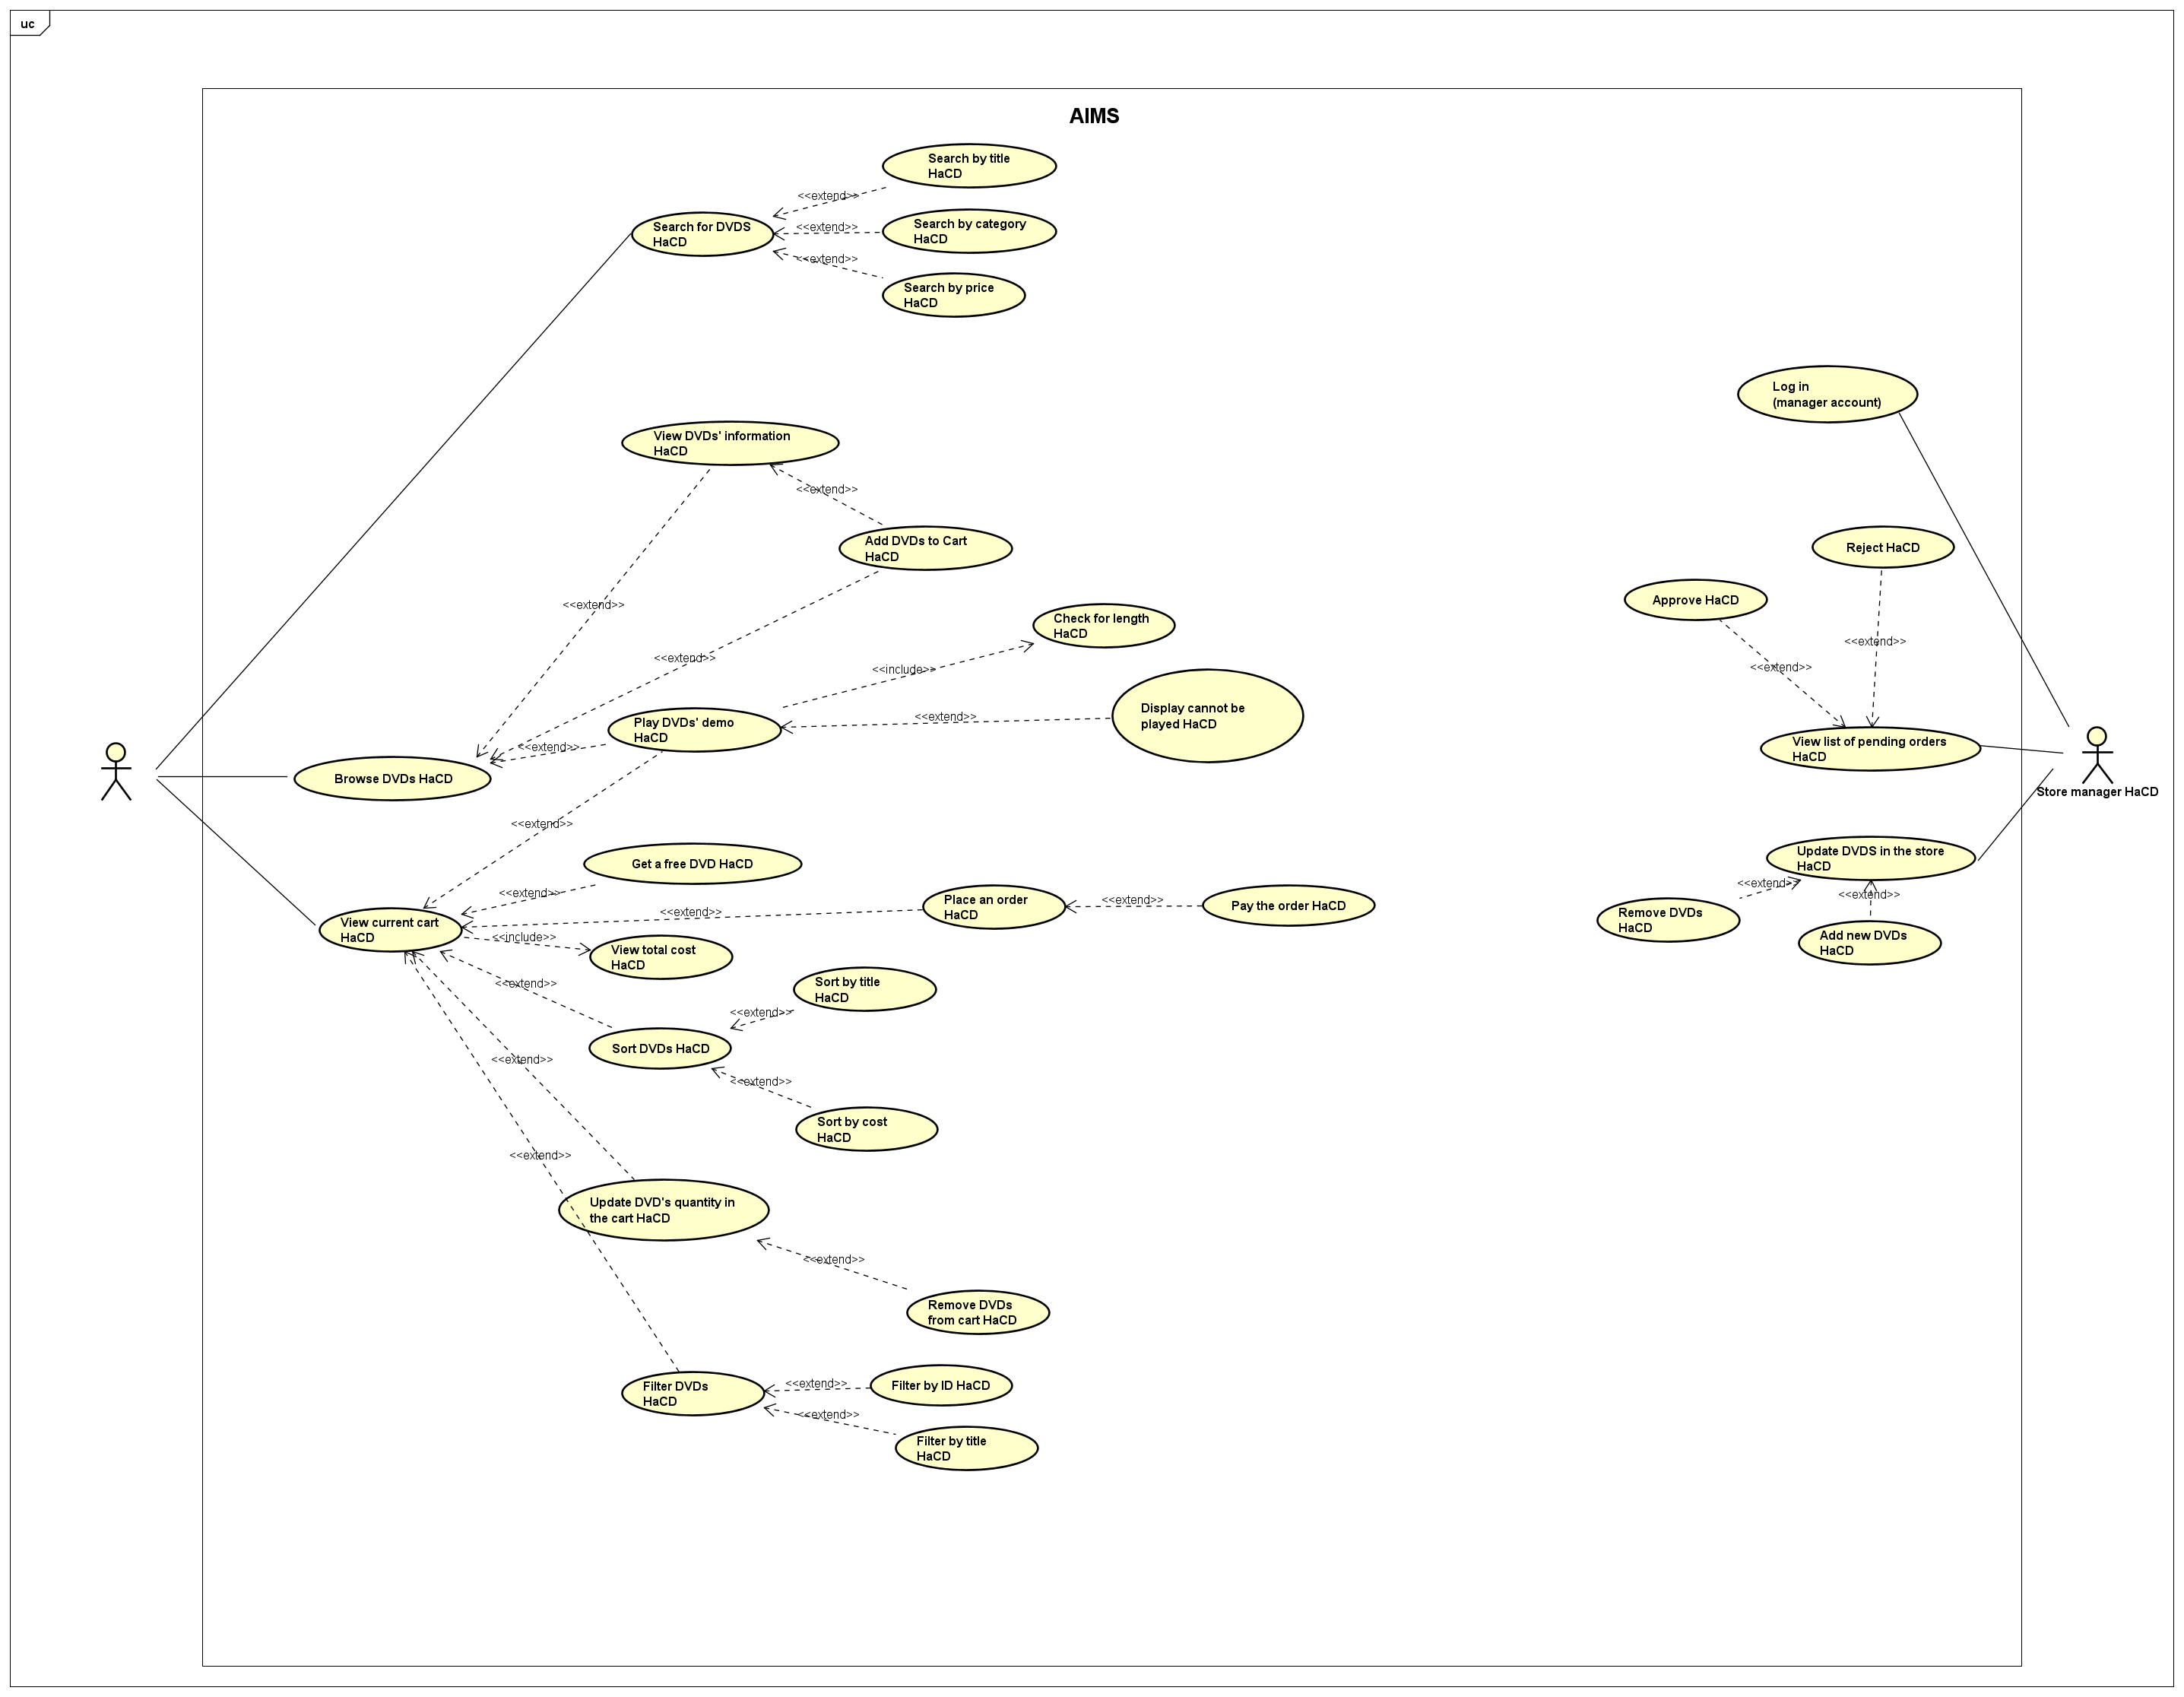 uc
AIMS
Search by title
HaCD
<<extend>>
Search for DVDS
HaCD
<<extend>>
Search by category
HaCD
<<extend>>
Search by price
HaCD
Log in
(manager account)
View DVDs' information
HaCD
<<extend>>
Add DVDs to Cart
HaCD
Reject HaCD
<<extend>>
Approve HaCD
Check for length
HaCD
<<extend>>
<<extend>>
<<include>>
<<extend>>
Display cannot be
played HaCD
<<extend>>
Play DVDs' demo
HaCD
<<extend>>
View list of pending orders
HaCD
Browse DVDs HaCD
Store manager HaCD
<<extend>>
Get a free DVD HaCD
Update DVDS in the store
HaCD
<<extend>>
<<extend>>
<<extend>>
Place an order
HaCD
<<extend>>
Pay the order HaCD
<<extend>>
Remove DVDs
HaCD
View current cart
HaCD
<<include>>
View total cost
HaCD
Add new DVDs
HaCD
<<extend>>
Sort by title
HaCD
<<extend>>
Sort DVDs HaCD
<<extend>>
<<extend>>
Sort by cost
HaCD
<<extend>>
Update DVD's quantity in
the cart HaCD
<<extend>>
Remove DVDs
from cart HaCD
Filter DVDs
HaCD
<<extend>>
Filter by ID HaCD
<<extend>>
Filter by title
HaCD